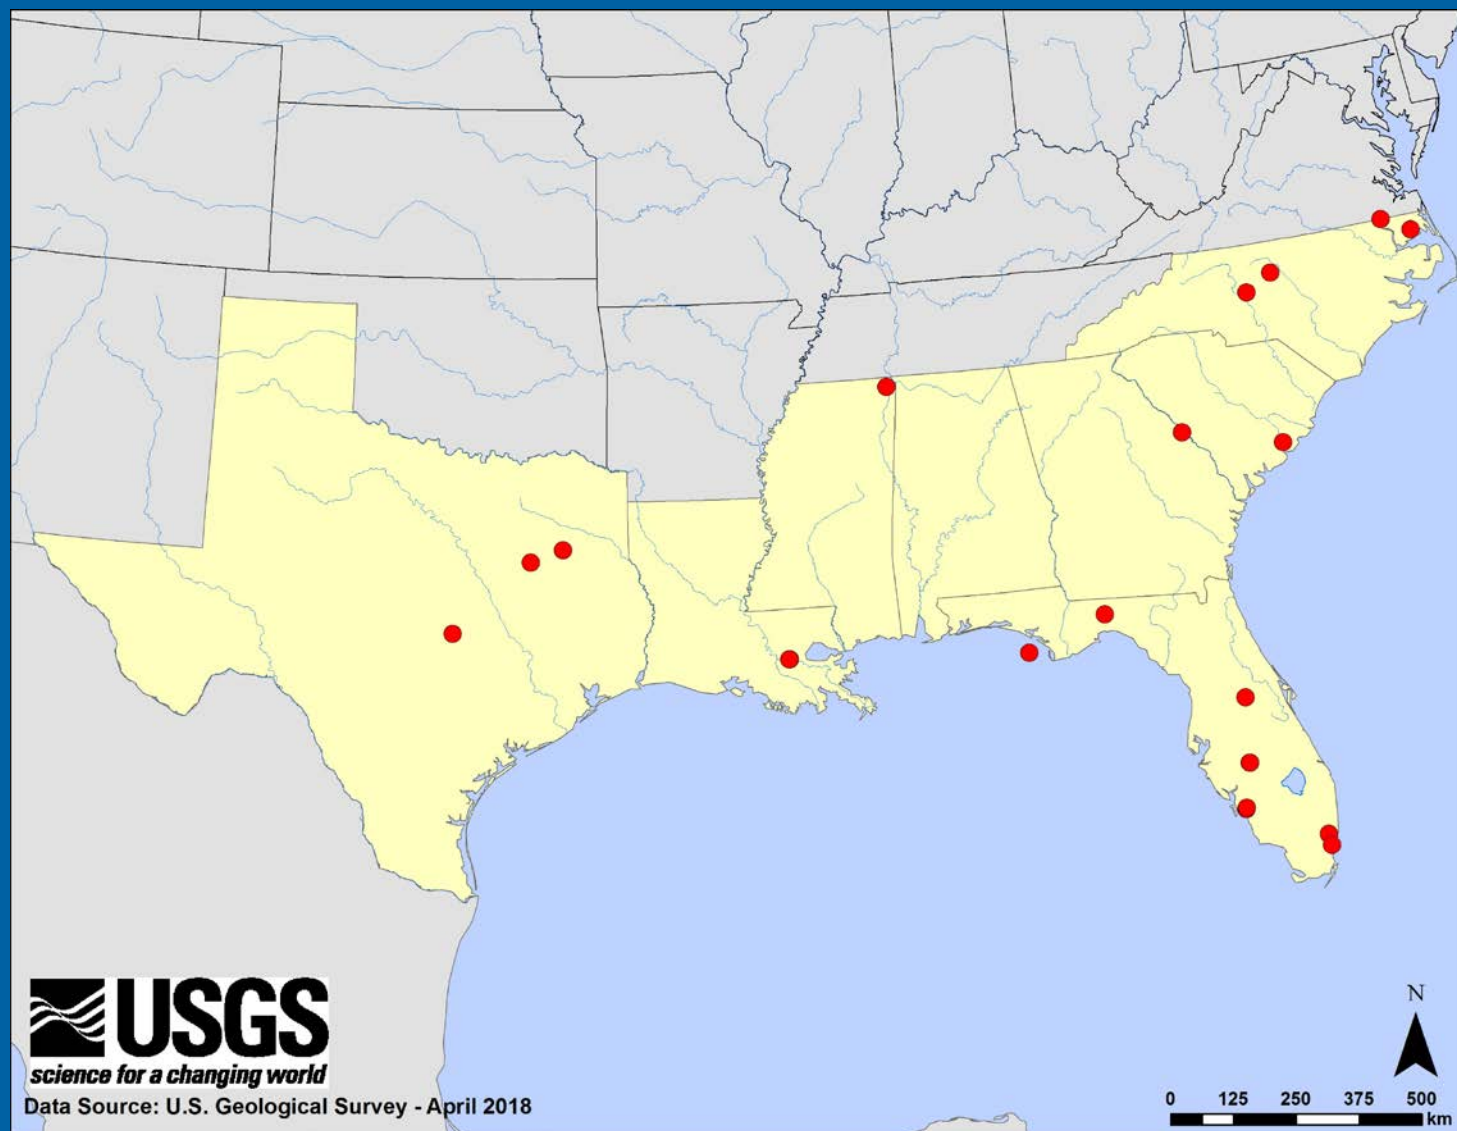 USGS
science for a changing world
Data Source: U.S. Geological Survey - April 2018
N
0 125 250 375 500
km